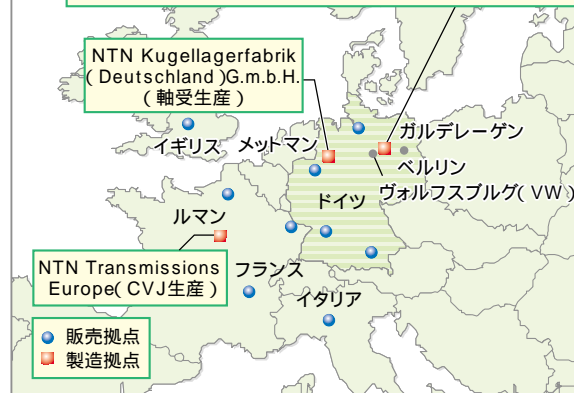 NTN Kugellagerfabrik
(Deutschland)G.m.b.H.
(軸受生産)
イギリス
メットマン
ガルデレーゲン
ベルリン
ヴォルフスブルグ(VW)
ドイツ
ルマン
NTN Transmissions
Europe(CVJ生産)
フランス
イタリア
販売拠点
製造拠点